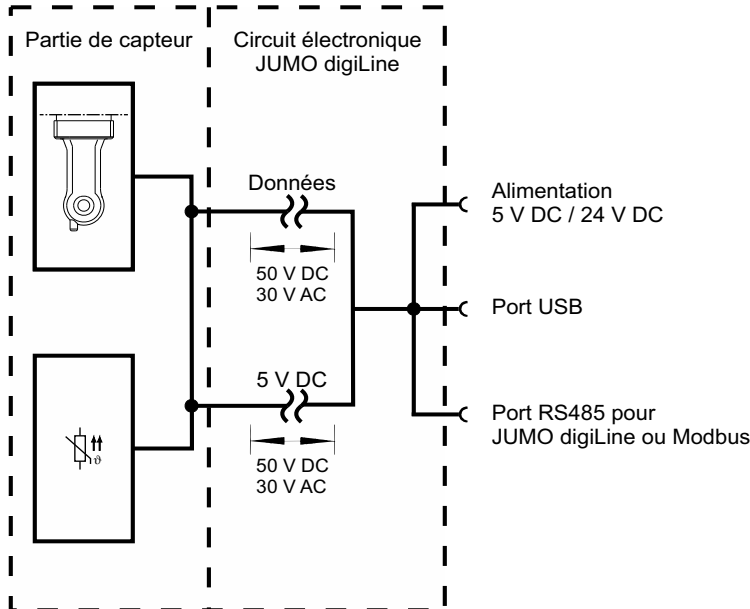 Partie de capteur
Circuit électronique
JUMO digiLine
Données
50 V DC
30 V AC
5 V DC
50 V DC
30 V AC
ϑ
Alimentation
5 V DC / 24 V DC
Port USB
Port RS485 pour
JUMO digiLine ou Modbus